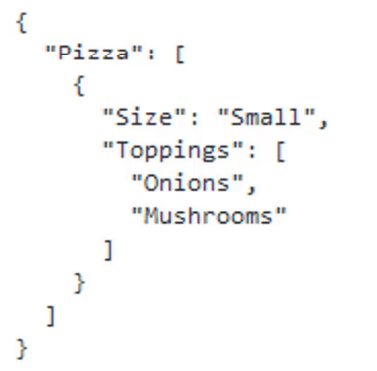 {
  "Pizza": [
    {
      "Size": "Small",
      "Toppings": [
        "Onions",
        "Mushrooms"
      ]
    }
  ]
}